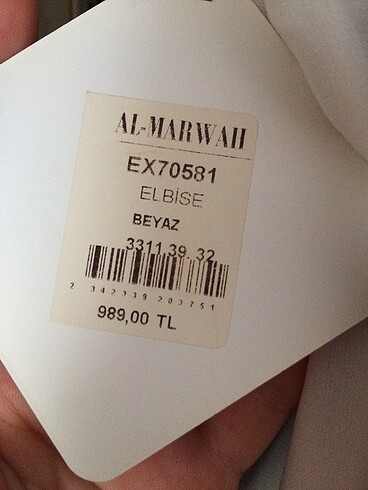 AL-MARWAH
EX70581
ELBİSE
BEYAZ
3311.39. 32
2 342339 203751
989,00 TL